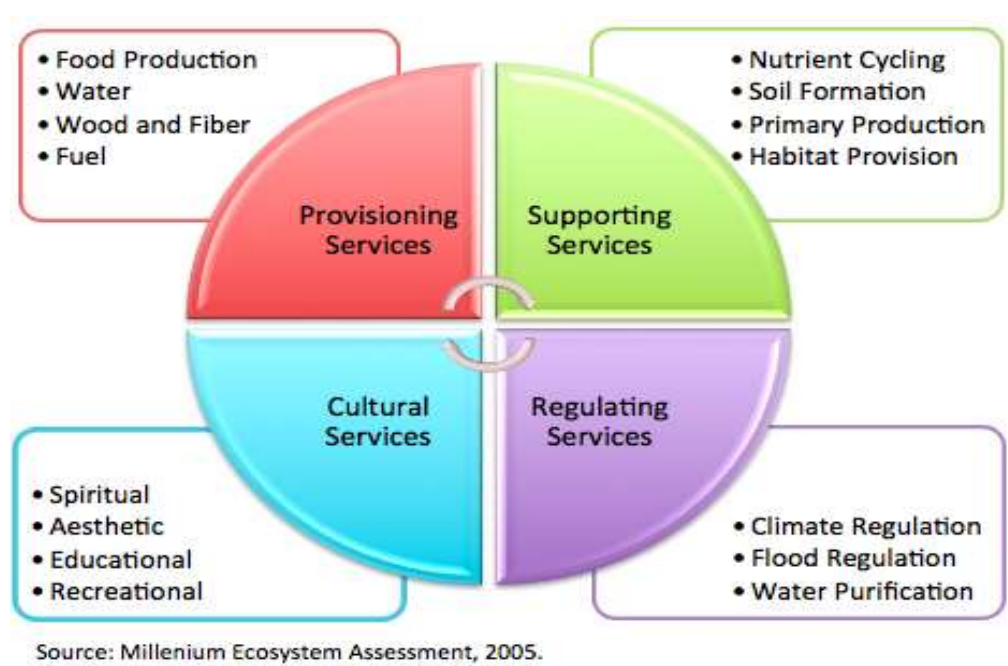 • Food Production
• Water
• Wood and Fiber
• Fuel
• Nutrient Cycling
• Soil Formation
• Primary Production
• Habitat Provision
Provisioning
Services
Supporting
Services
Cultural
Services
Regulating
Services
• Spiritual
• Aesthetic
• Educational
• Recreational
• Climate Regulation
• Flood Regulation
• Water Purification
Source: Millenium Ecosystem Assessment, 2005.